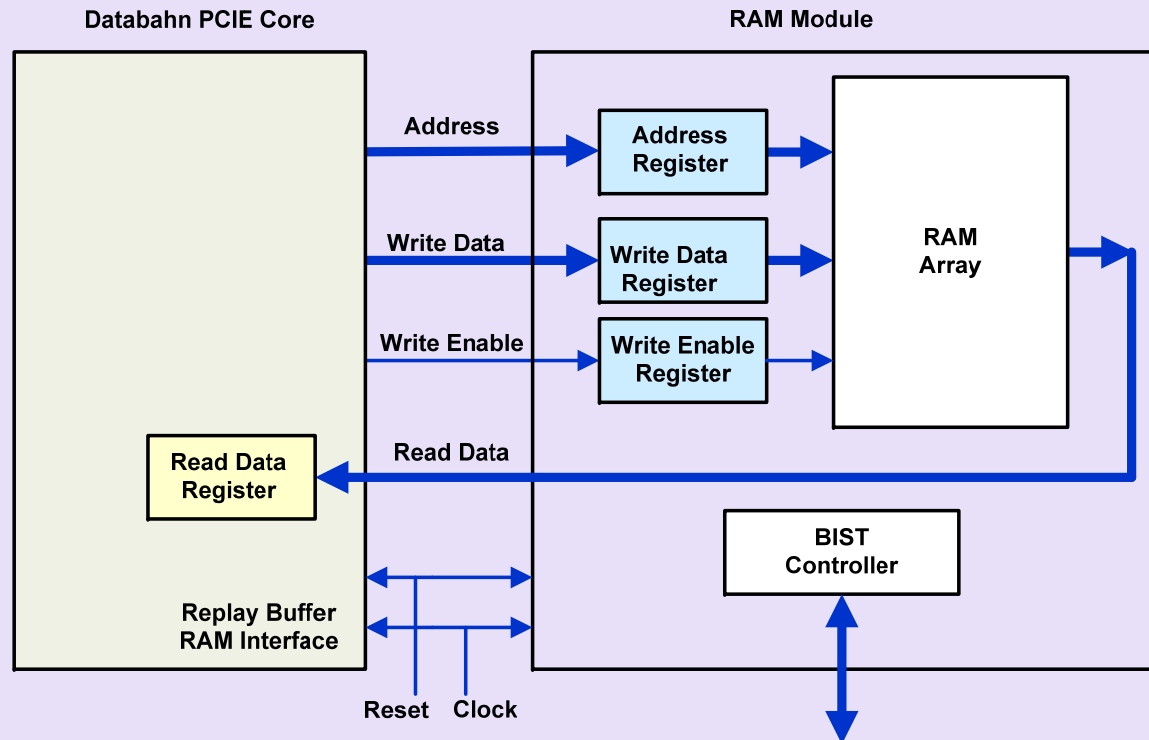 Databahn PCIE Core
RAM Module
Address
Address
Register
Write Data
Write Data
Register
RAM
Array
Write Enable
Write Enable
Register
Read Data
Read Data
Register
BIST
Controller
Replay Buffer
RAM Interface
Reset
Clock